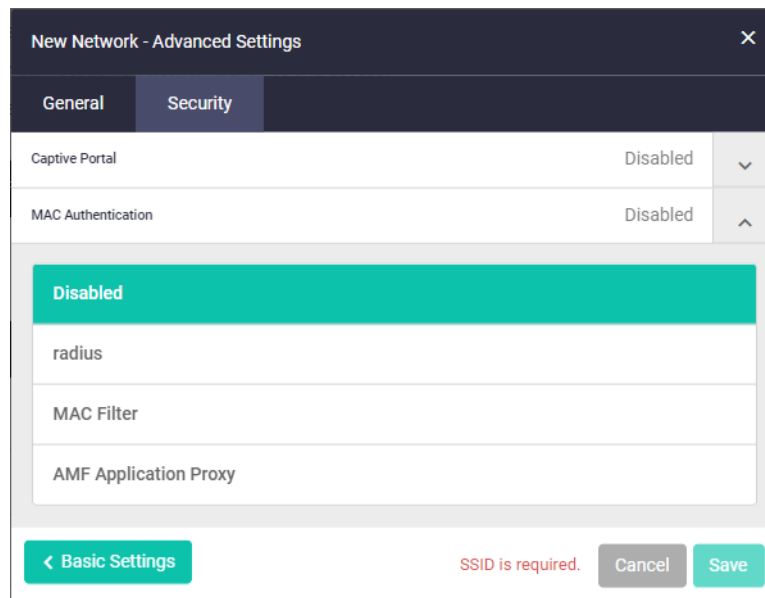 New Network - Advanced Settings
General Security
Captive Portal Disabled
MAC Authentication Disabled
Disabled
radius
MAC Filter
AMF Application Proxy
Basic Settings SSID is required. Cancel Save